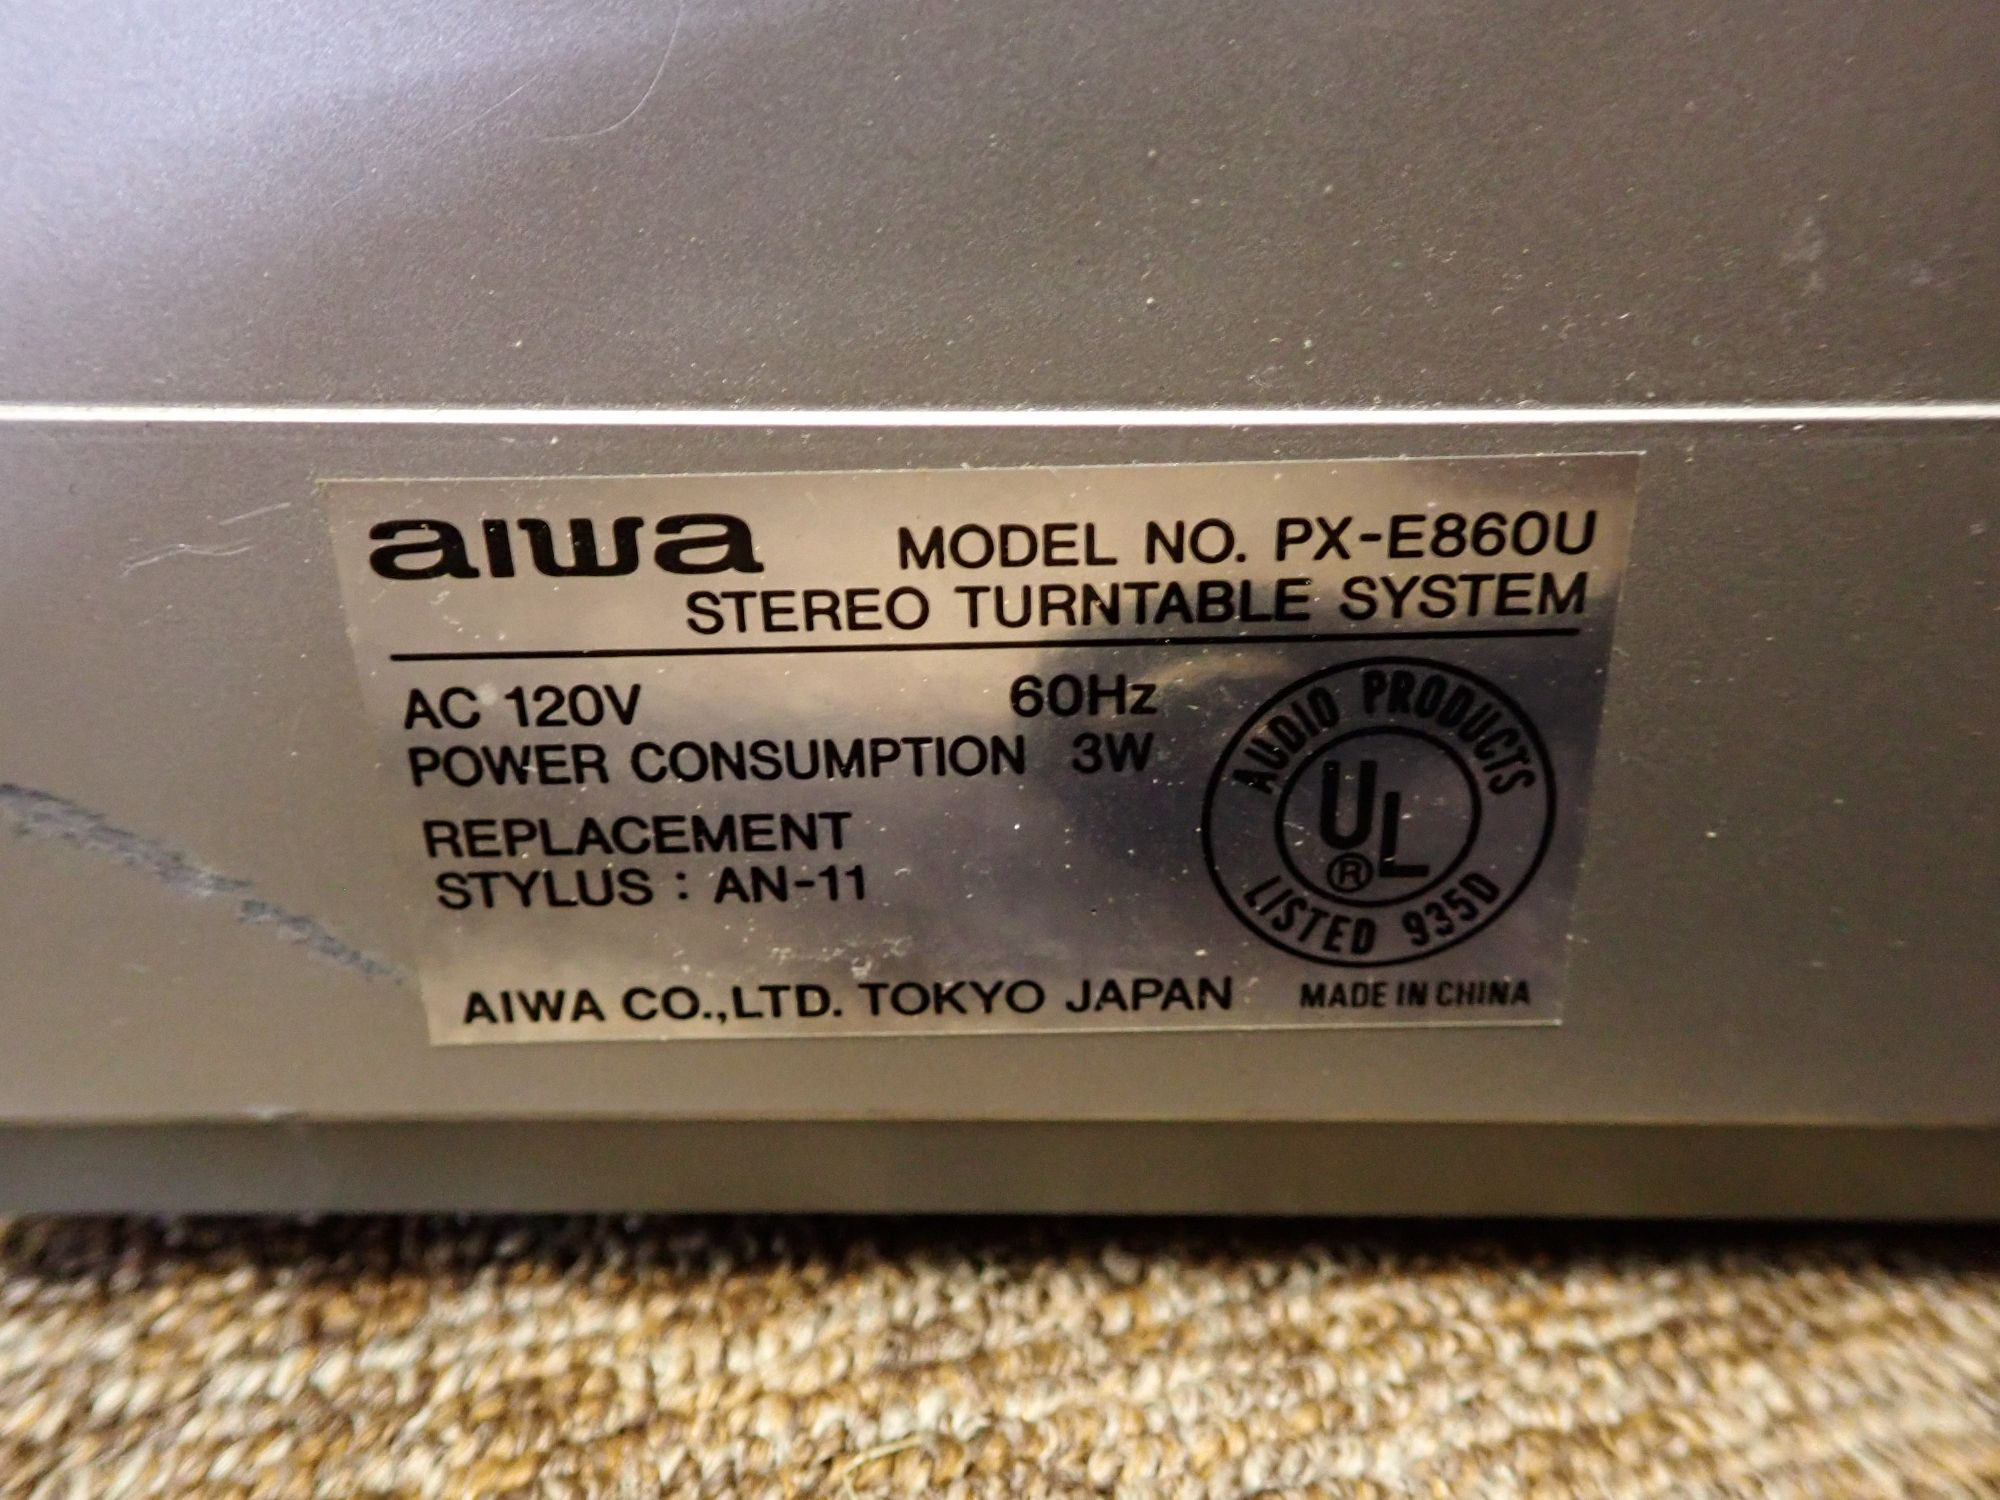 aiwa MODEL NO. PX-E860U
STEREO TURNTABLE SYSTEM
AC 120V 60Hz
POWER CONSUMPTION 3W
REPLACEMENT
STYLUS : AN-11
AUDIO PRODUCTS
UL ®
LISTED 935D
AIWA CO.,LTD. TOKYO JAPAN MADE IN CHINA